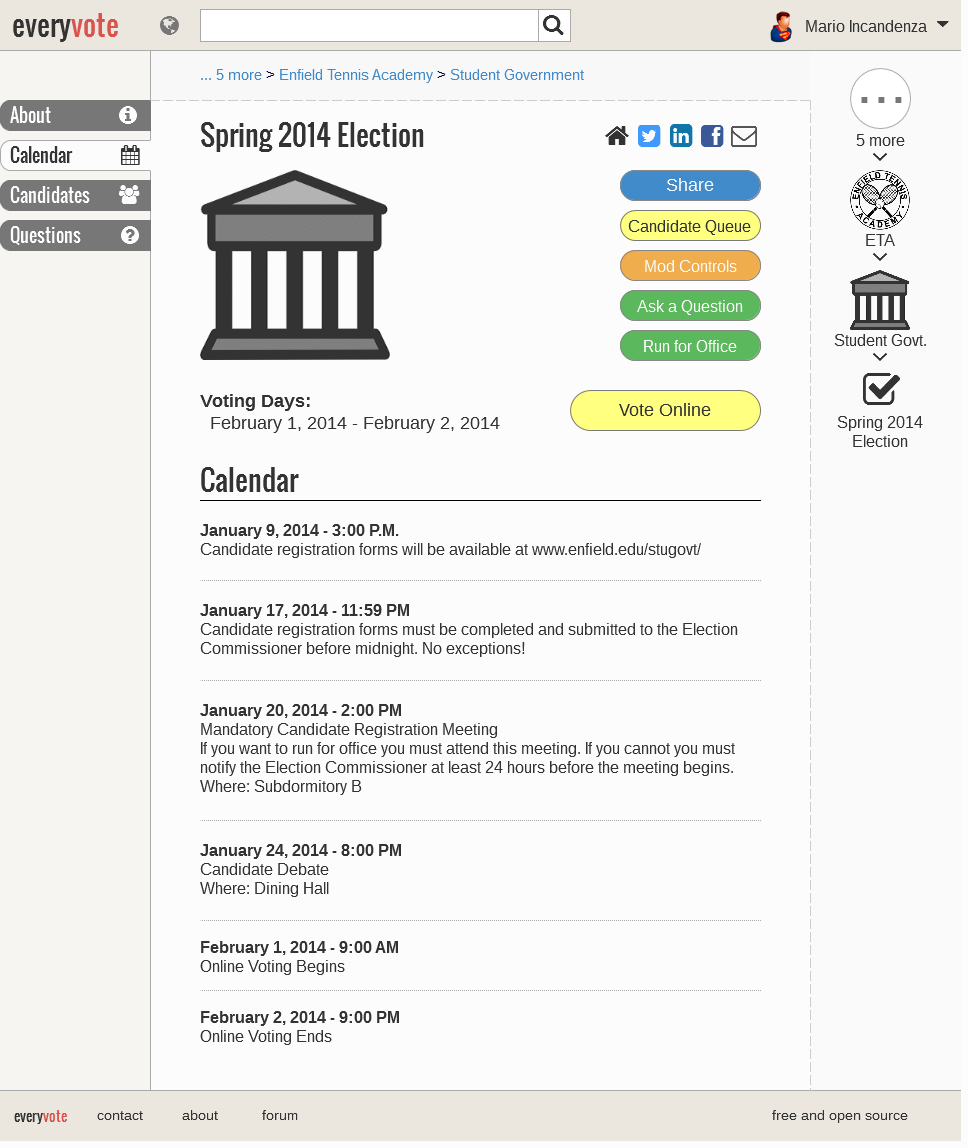 everyvote
Mario Incandenza
... 5 more > Enfield Tennis Academy > Student Government
About
Calendar
Candidates
Questions
Spring 2014 Election
Share
Candidate Queue
Mod Controls
Ask a Question
Run for Office
Voting Days:
February 1, 2014 - February 2, 2014
Vote Online
Calendar
January 9, 2014 - 3:00 P.M.
Candidate registration forms will be available at www.enfield.edu/stugovt/
January 17, 2014 - 11:59 PM
Candidate registration forms must be completed and submitted to the Election
Commissioner before midnight. No exceptions!
January 20, 2014 - 2:00 PM
Mandatory Candidate Registration Meeting
If you want to run for office you must attend this meeting. If you cannot you must
notify the Election Commissioner at least 24 hours before the meeting begins.
Where: Subdormitory B
January 24, 2014 - 8:00 PM
Candidate Debate
Where: Dining Hall
February 1, 2014 - 9:00 AM
Online Voting Begins
February 2, 2014 - 9:00 PM
Online Voting Ends
5 more
ENFIELD TENNIS
ACADEMY
ETA
Student Govt.
Spring 2014
Election
everyvote
contact
about
forum
free and open source